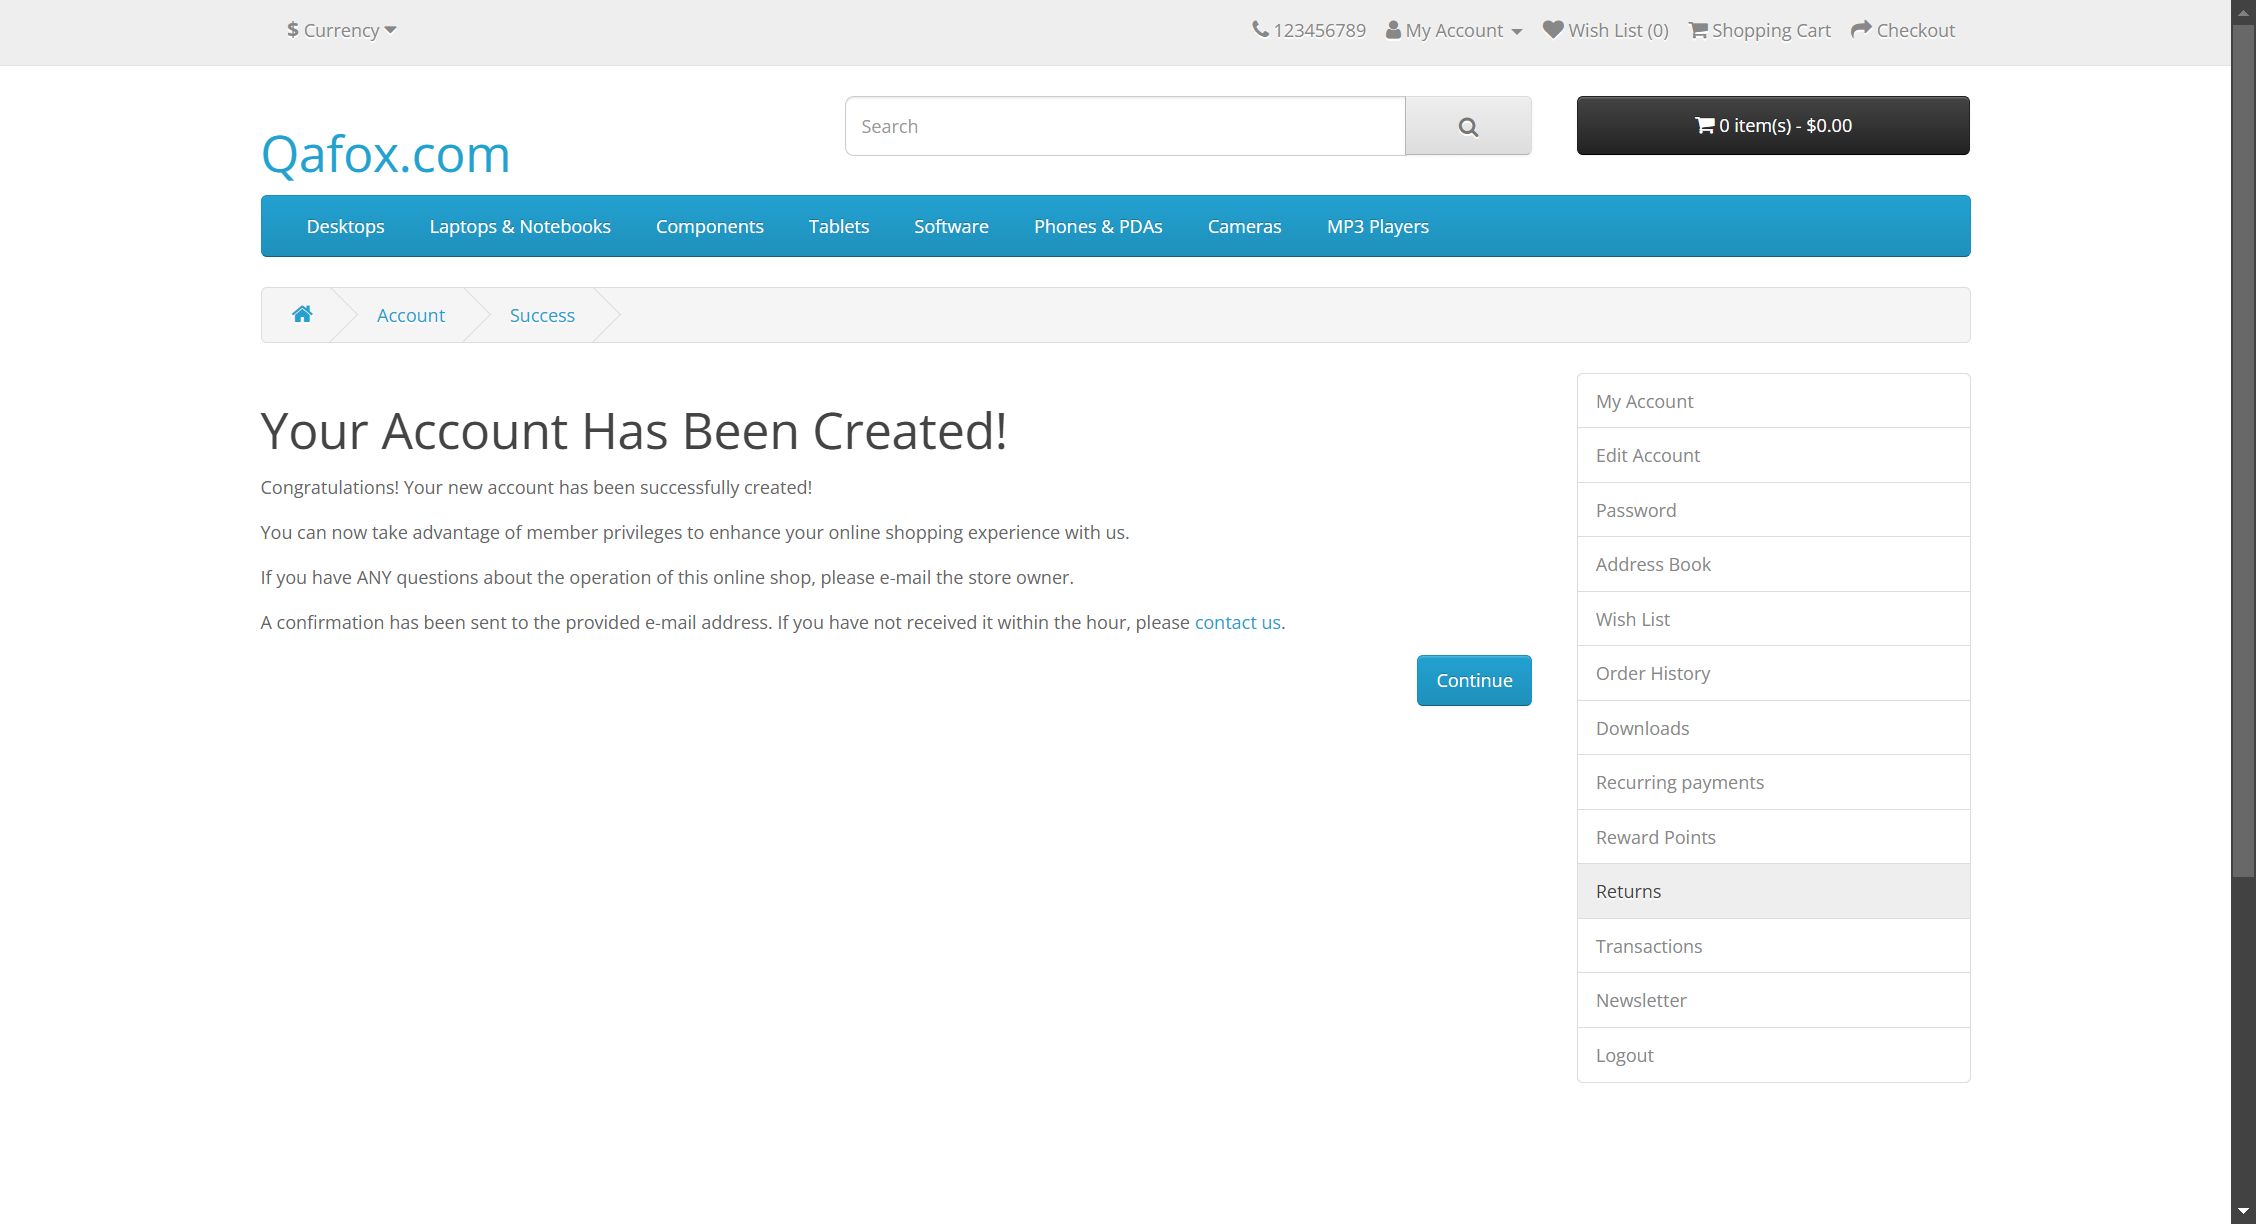 $ Currency
123456789 My Account Wish List (0) Shopping Cart Checkout
Qafox.com
Search
0 item(s) - $0.00
Desktops Laptops & Notebooks Components Tablets Software Phones & PDAs Cameras MP3 Players
Account Success
Your Account Has Been Created!
Congratulations! Your new account has been successfully created!
You can now take advantage of member privileges to enhance your online shopping experience with us.
If you have ANY questions about the operation of this online shop, please e-mail the store owner.
A confirmation has been sent to the provided e-mail address. If you have not received it within the hour, please contact us.
Continue
My Account
Edit Account
Password
Address Book
Wish List
Order History
Downloads
Recurring payments
Reward Points
Returns
Transactions
Newsletter
Logout